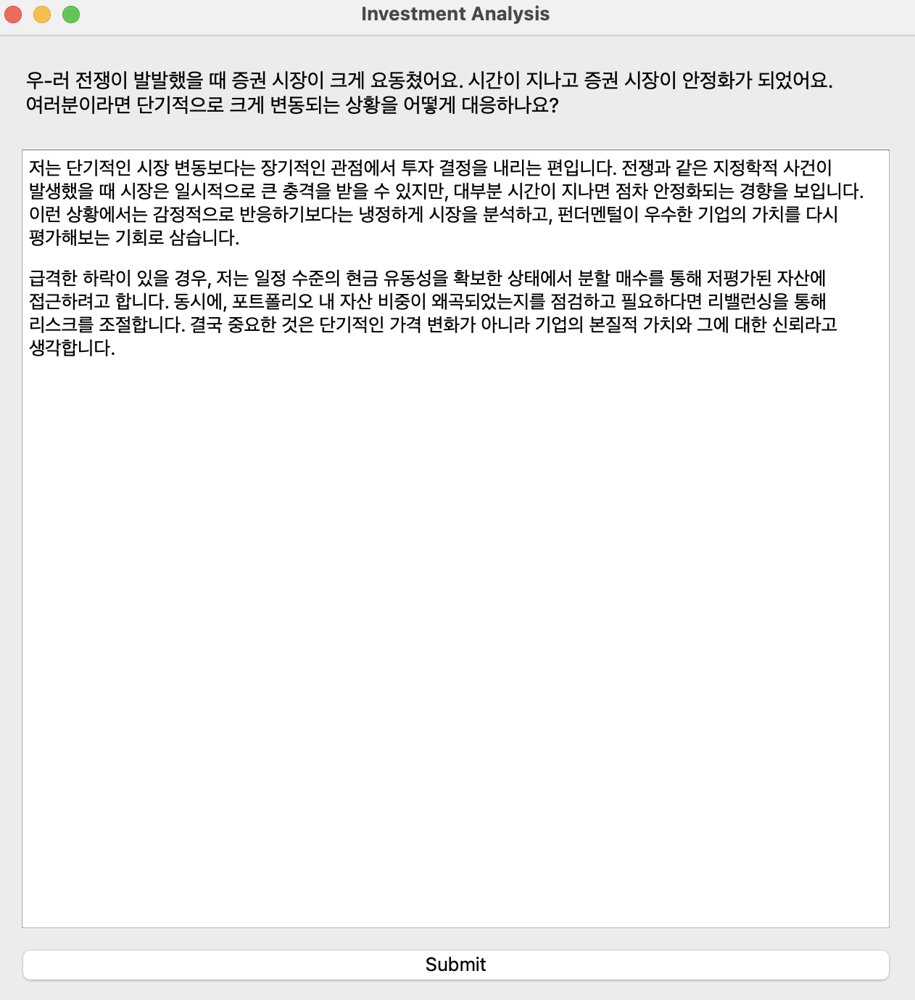 Investment Analysis
우-러 전쟁이 발발했을 때 증권 시장이 크게 요동쳤어요. 시간이 지나고 증권 시장이 안정화가 되었어요.
여러분이라면 단기적으로 크게 변동되는 상황을 어떻게 대응하나요?
저는 단기적인 시장 변동보다는 장기적인 관점에서 투자 결정을 내리는 편입니다. 전쟁과 같은 지정학적 사건이
발생했을 때 시장은 일시적으로 큰 충격을 받을 수 있지만, 대부분 시간이 지나면 점차 안정화되는 경향을 보입니다.
이런 상황에서는 감정적으로 반응하기보다는 냉정하게 시장을 분석하고, 펀더멘털이 우수한 기업의 가치를 다시
평가해보는 기회로 삼습니다.
급격한 하락이 있을 경우, 저는 일정 수준의 현금 유동성을 확보한 상태에서 분할 매수를 통해 저평가된 자산에
접근하려고 합니다. 동시에, 포트폴리오 내 자산 비중이 왜곡되었는지를 점검하고 필요하다면 리밸런싱을 통해
리스크를 조절합니다. 결국 중요한 것은 단기적인 가격 변화가 아니라 기업의 본질적 가치와 그에 대한 신뢰라고
생각합니다.
Submit